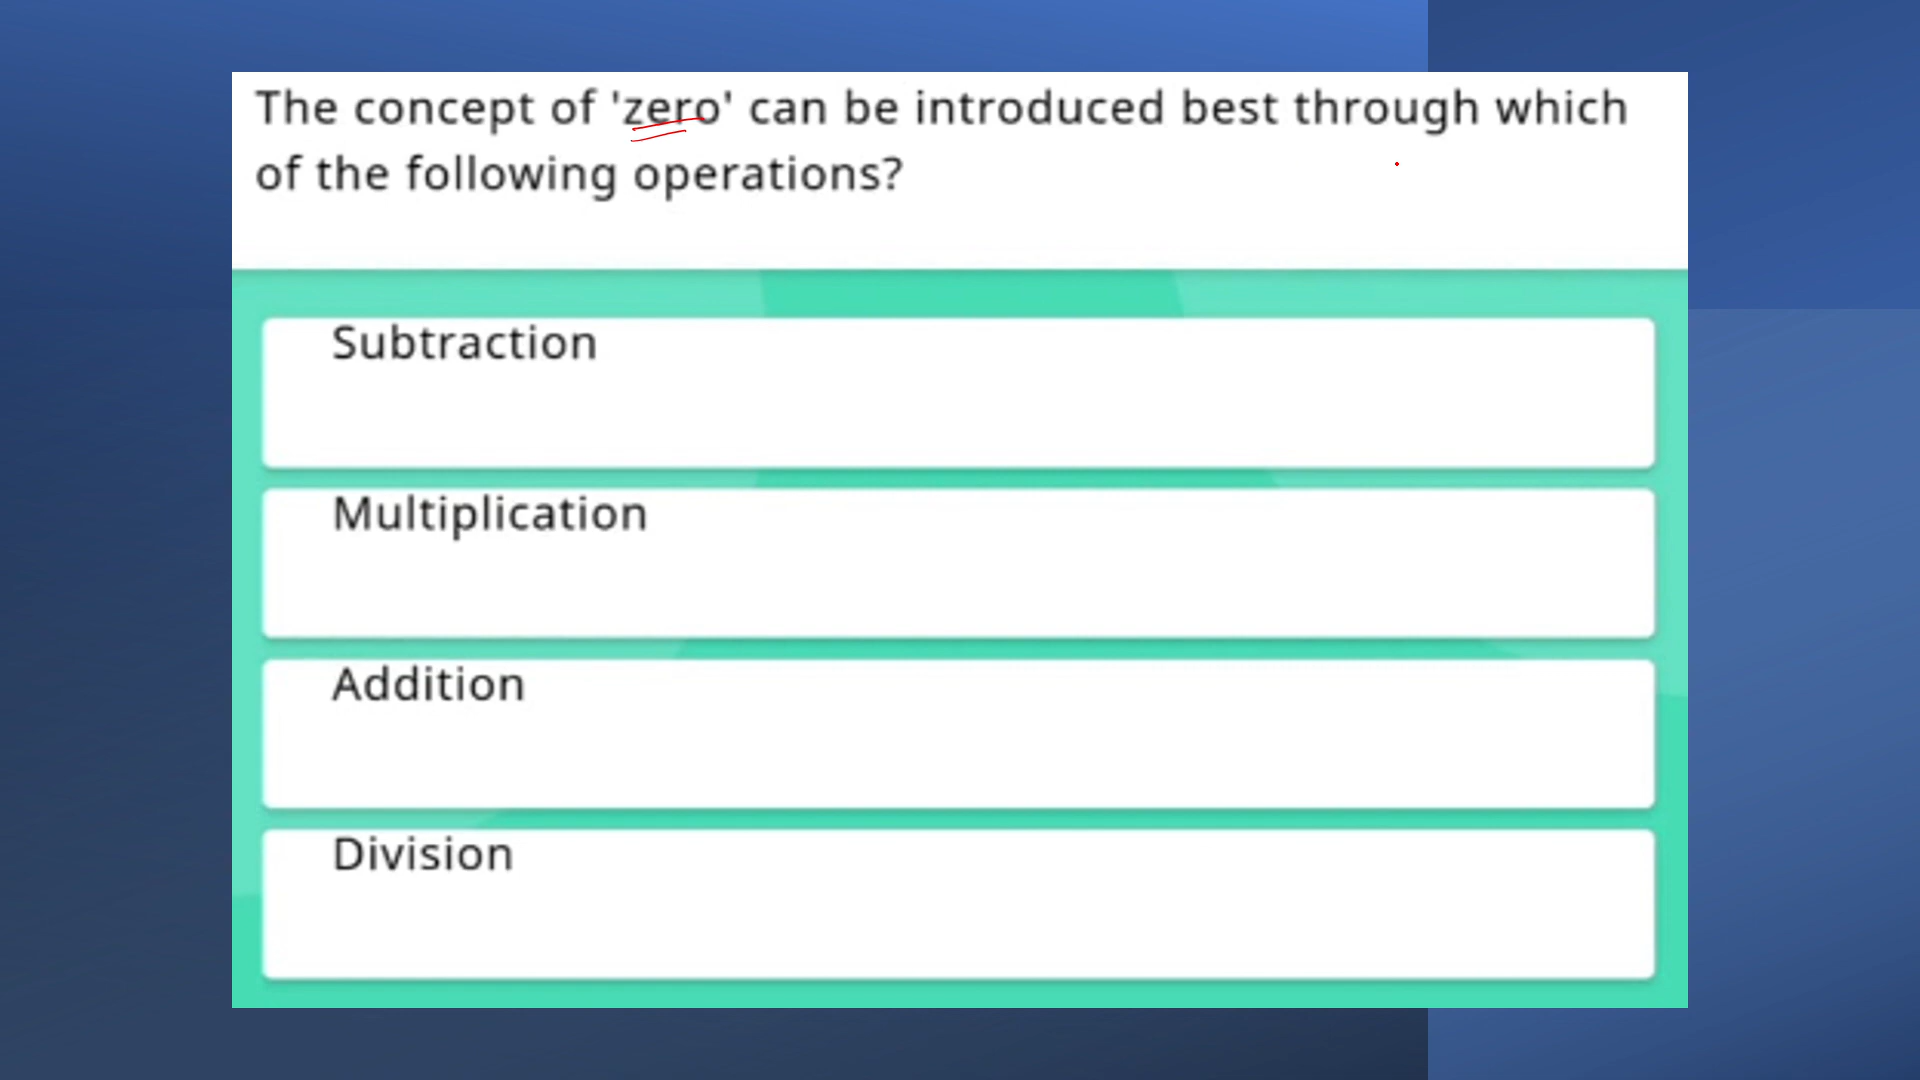 The concept of 'zero' can be introduced best through which
of the following operations?
Subtraction
Multiplication
Addition
Division